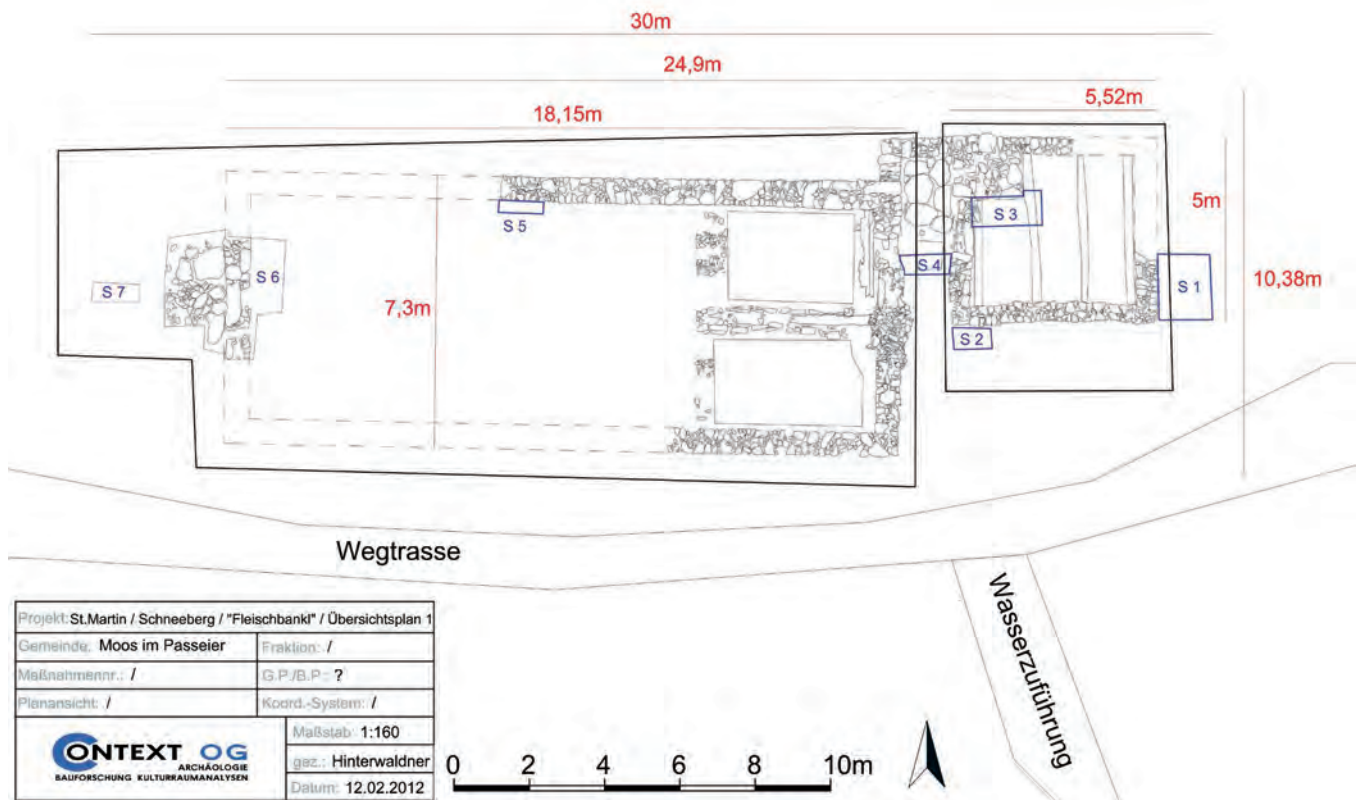 30m
24,9m
18,15m
5,52m
5m
10,38m
7,3m
S 5
S 3
S 4
S 1
S 2
S 6
S 7
Wegtrasse
Wasserzuführung
Projekt: St.Martin / Schneeberg / "Fleischbankl" / Übersichtsplan 1
Gemeinde: Moos im Passeier
Fraktion: /
Maßnahmennr.: /
G.P./B.P.: ?
Planansicht: /
Koord.-System: /
CONTEXT OG
ARCHÄOLOGIE
BAUFORSCHUNG KULTURRAUMANALYSEN
Maßstab: 1:160
gez.: Hinterwaldner
Datum: 12.02.2012
0 2 4 6 8 10m